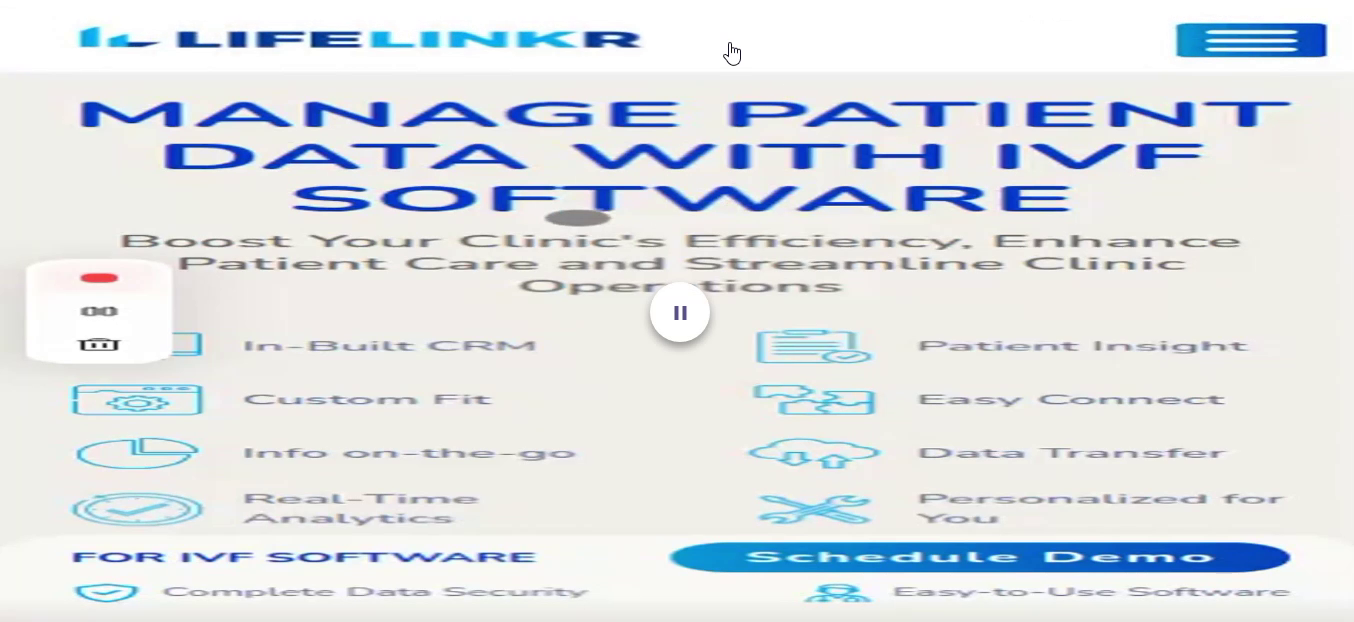 LIFELINKR
MANAGE PATIENT
DATA WITH IVF
SOFTWARE
Boost Your Clinic's Efficiency, Enhance
Patient Care and Streamline Clinic
Operations
00
In-Built CRM
Patient Insight
Custom Fit
Easy Connect
Info on-the-go
Data Transfer
Real-Time
Analytics
Personalized for
You
FOR IVF SOFTWARE
Schedule Demo
Complete Data Security
Easy-to-Use Software